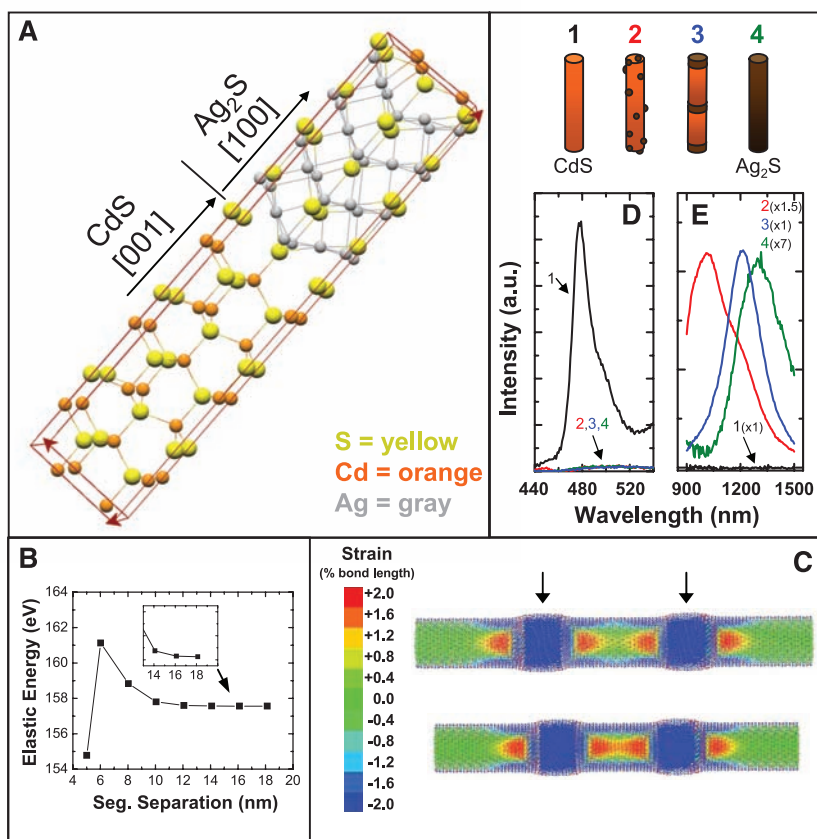 A
Ag2S
[100]
CdS
[001]
S = yellow
Cd = orange
Ag = gray
1 2 3 4
CdS Ag2S
D
1
2,3,4
440 480 520
Intensity (a.u.)
E
2(x1.5)
3(x1)
4(x7)
1(x1)
900 1200 1500
Wavelength (nm)
B
164
162
160
158
156
154
Elastic Energy (eV)
14 16 18
4 6 8 10 12 14 16 18 20
Seg. Separation (nm)
C
Strain
(% bond length)
+2.0
+1.6
+1.2
+0.8
+0.4
0.0
-0.4
-0.8
-1.2
-1.6
-2.0